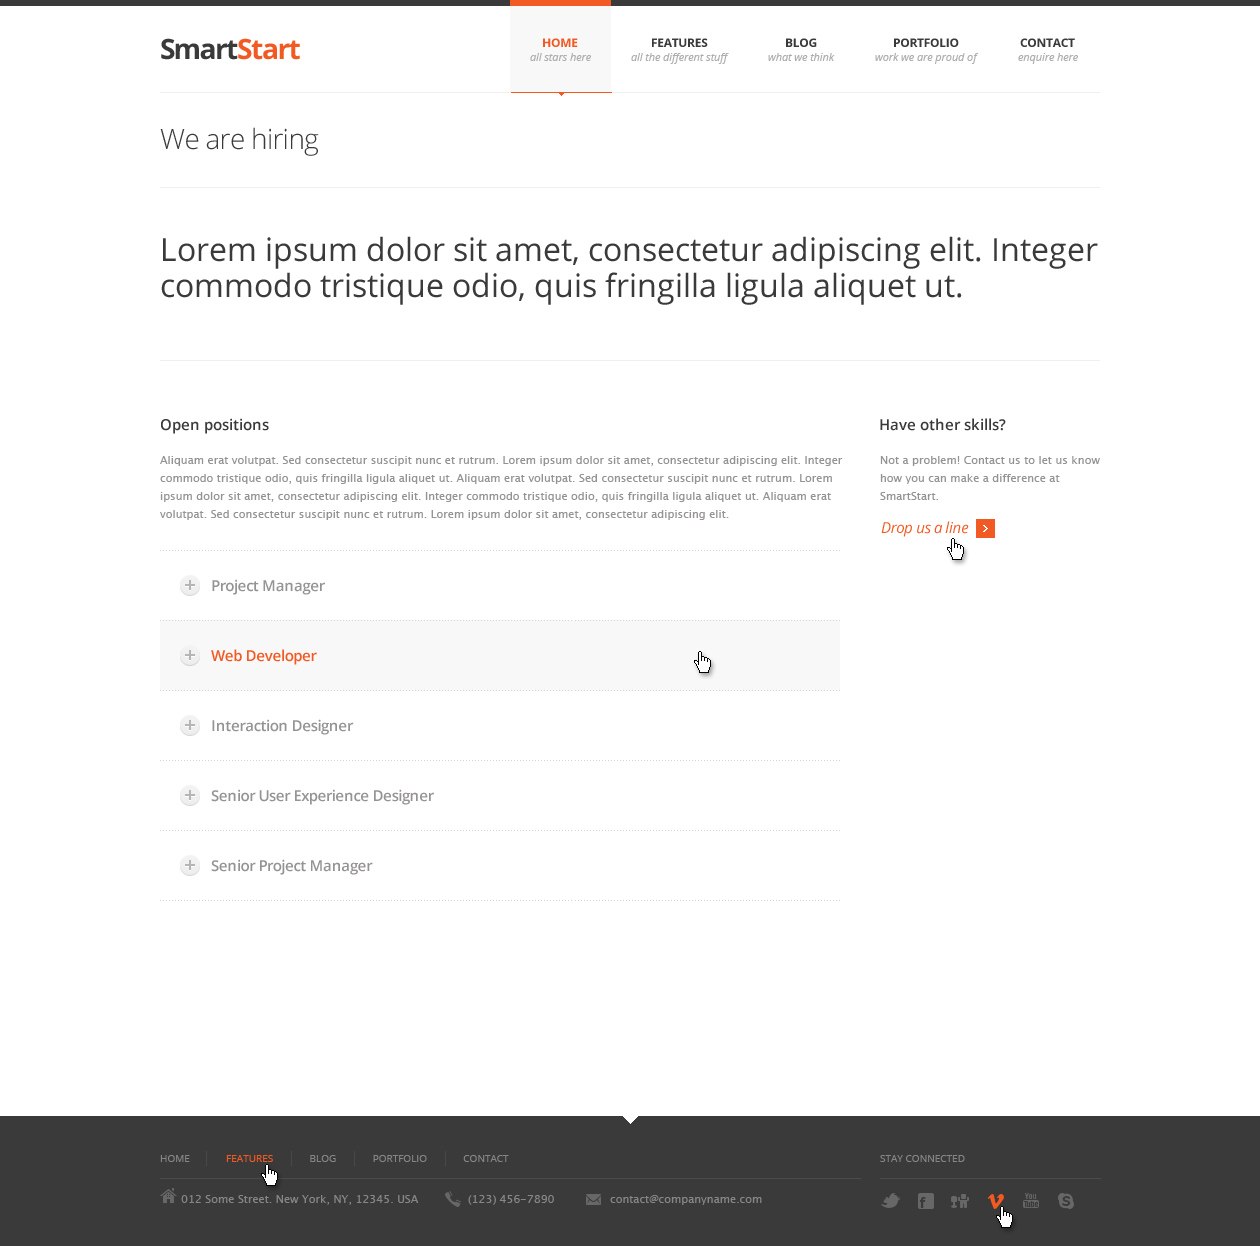 SmartStart
HOME
all stars here
FEATURES
all the different stuff
BLOG
what we think
PORTFOLIO
work we are proud of
CONTACT
enquire here
We are hiring
Lorem ipsum dolor sit amet, consectetur adipiscing elit. Integer
commodo tristique odio, quis fringilla ligula aliquet ut.
Open positions
Aliquam erat volutpat. Sed consectetur suscipit nunc et rutrum. Lorem ipsum dolor sit amet, consectetur adipiscing elit. Integer
commodo tristique odio, quis fringilla ligula aliquet ut. Aliquam erat volutpat. Sed consectetur suscipit nunc et rutrum. Lorem
ipsum dolor sit amet, consectetur adipiscing elit. Integer commodo tristique odio, quis fringilla ligula aliquet ut. Aliquam erat
volutpat. Sed consectetur suscipit nunc et rutrum. Lorem ipsum dolor sit amet, consectetur adipiscing elit.
Project Manager
Web Developer
Interaction Designer
Senior User Experience Designer
Senior Project Manager
Have other skills?
Not a problem! Contact us to let us know
how you can make a difference at
SmartStart.
Drop us a line
HOME
FEATURES
BLOG
PORTFOLIO
CONTACT
012 Some Street. New York, NY, 12345. USA
(123) 456-7890
contact@companyname.com
STAY CONNECTED
You
Tube